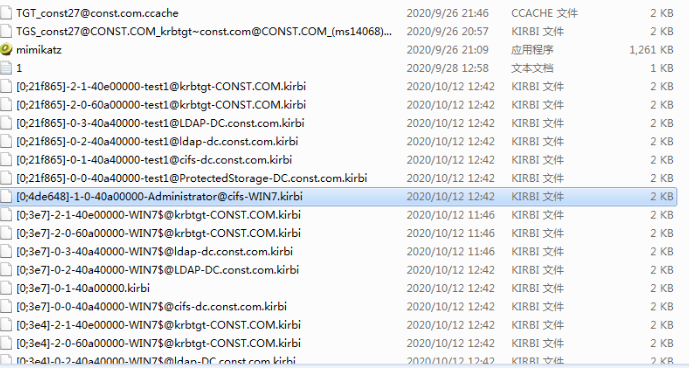 TGT_const27@const.com.ccache 2020/9/26 21:46 CCACHE 文件 2 KB
TGS_const27@CONST.COM_krbtgt~const.com@CONST.COM_(ms14068)... 2020/9/26 20:57 KIRBI 文件 2 KB
mimikatz 2020/9/26 21:09 应用程序 1,261 KB
1 2020/9/28 12:58 文本文档 1 KB
[0;21f865]-2-1-40e00000-test1@krbtgt-CONST.COM.kirbi 2020/10/12 12:42 KIRBI 文件 2 KB
[0;21f865]-2-0-60a00000-test1@krbtgt-CONST.COM.kirbi 2020/10/12 12:42 KIRBI 文件 2 KB
[0;21f865]-0-3-40a40000-test1@LDAP-DC.const.com.kirbi 2020/10/12 12:42 KIRBI 文件 2 KB
[0;21f865]-0-2-40a40000-test1@ldap-dc.const.com.kirbi 2020/10/12 12:42 KIRBI 文件 2 KB
[0;21f865]-0-1-40a40000-test1@cifs-dc.const.com.kirbi 2020/10/12 12:42 KIRBI 文件 2 KB
[0;21f865]-0-0-40a40000-test1@ProtectedStorage-DC.const.com.kirbi 2020/10/12 12:42 KIRBI 文件 2 KB
[0;4de648]-1-0-40a00000-Administrator@cifs-WIN7.kirbi 2020/10/12 12:42 KIRBI 文件 2 KB
[0;3e7]-2-1-40e00000-WIN7$@krbtgt-CONST.COM.kirbi 2020/10/12 11:46 KIRBI 文件 2 KB
[0;3e7]-2-0-60a00000-WIN7$@krbtgt-CONST.COM.kirbi 2020/10/12 11:46 KIRBI 文件 2 KB
[0;3e7]-0-3-40a40000-WIN7$@ldap-dc.const.com.kirbi 2020/10/12 11:46 KIRBI 文件 2 KB
[0;3e7]-0-2-40a40000-WIN7$@LDAP-DC.const.com.kirbi 2020/10/12 12:42 KIRBI 文件 2 KB
[0;3e7]-0-1-40a00000.kirbi 2020/10/12 12:42 KIRBI 文件 2 KB
[0;3e7]-0-0-40a40000-WIN7$@cifs-dc.const.com.kirbi 2020/10/12 12:42 KIRBI 文件 2 KB
[0;3e4]-2-1-40e00000-WIN7$@krbtgt-CONST.COM.kirbi 2020/10/12 12:42 KIRBI 文件 2 KB
[0;3e4]-2-0-60a00000-WIN7$@krbtgt-CONST.COM.kirbi 2020/10/12 12:42 KIRBI 文件 2 KB
[0;3e4]-0-2-40a40000-WIN7$@ldap-DC.const.com.kirbi 2020/10/12 12:42 KIRBI 文件 2 KB